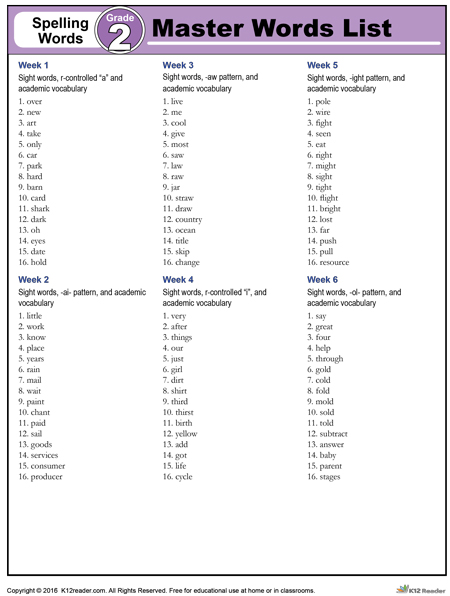 Spelling
Words
Grade
2
Master Words List
Week 1
Sight words, r-controlled “a” and
academic vocabulary
1. over
2. new
3. art
4. take
5. only
6. car
7. park
8. hard
9. barn
10. card
11. shark
12. dark
13. oh
14. eyes
15. date
16. hold
Week 2
Sight words, -ai- pattern, and academic
vocabulary
1. little
2. work
3. know
4. place
5. years
6. rain
7. mail
8. wait
9. paint
10. chant
11. paid
12. sail
13. goods
14. services
15. consumer
16. producer
Week 3
Sight words, -aw pattern, and
academic vocabulary
1. live
2. me
3. cool
4. give
5. most
6. saw
7. law
8. raw
9. jar
10. straw
11. draw
12. country
13. ocean
14. title
15. skip
16. change
Week 4
Sight words, r-controlled “i”, and
academic vocabulary
1. very
2. after
3. things
4. our
5. just
6. girl
7. dirt
8. shirt
9. third
10. thirst
11. birth
12. yellow
13. add
14. got
15. life
16. cycle
Week 5
Sight words, -ight pattern, and
academic vocabulary
1. pole
2. wire
3. fight
4. seen
5. eat
6. right
7. might
8. sight
9. tight
10. flight
11. bright
12. lost
13. far
14. push
15. pull
16. resource
Week 6
Sight words, -ol- pattern, and
academic vocabulary
1. say
2. great
3. four
4. help
5. through
6. gold
7. cold
8. fold
9. mold
10. sold
11. told
12. subtract
13. answer
14. baby
15. parent
16. stages
Copyright © 2016 K12reader.com. All Rights Reserved. Free for educational use at home or in classrooms.
K12 Reader